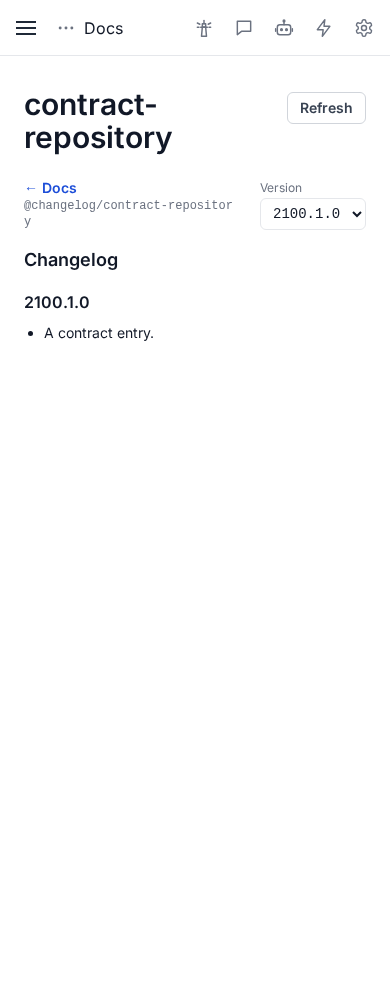 Docs
contract-
repository
Refresh
← Docs
@changelog/contract-repositor
y
Version
2100.1.0
Changelog
2100.1.0
• A contract entry.